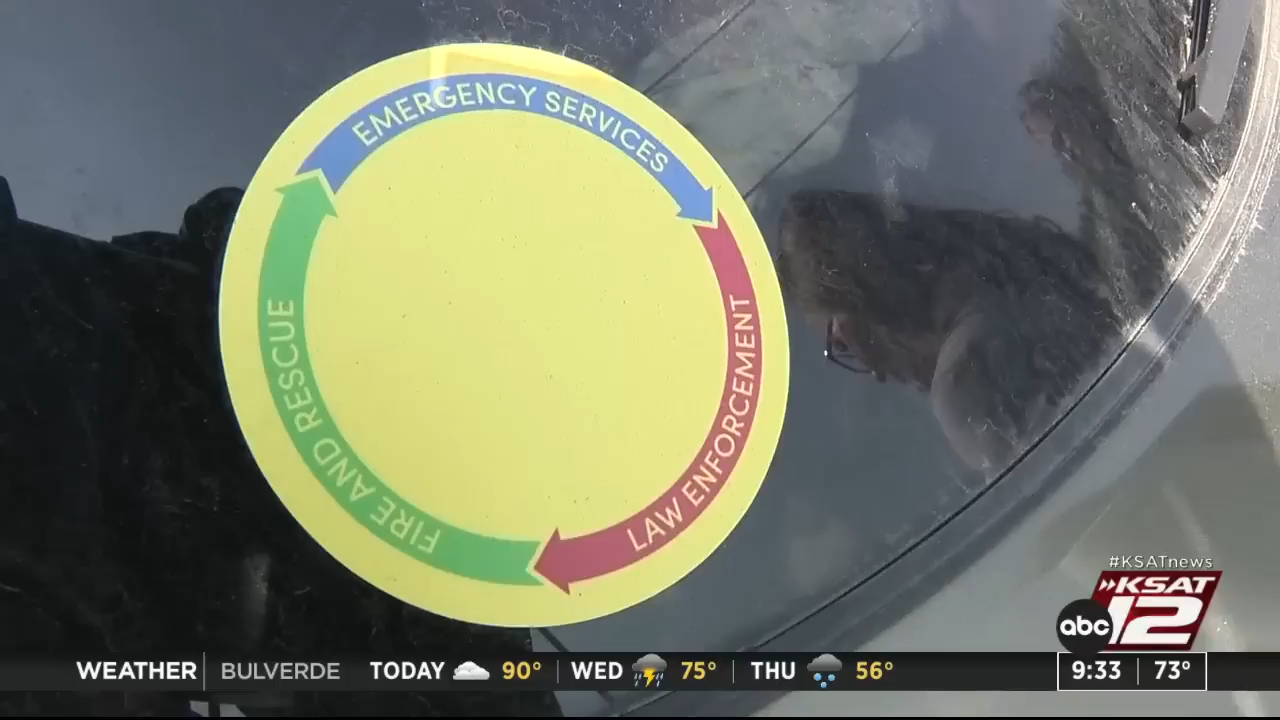 EMERGENCY SERVICES
LAW ENFORCEMENT
FIRE AND RESCUE
#KSATnews
KSAT
abc 12
WEATHER BULVERDE TODAY 90° WED 75° THU 56° 9:33 73°